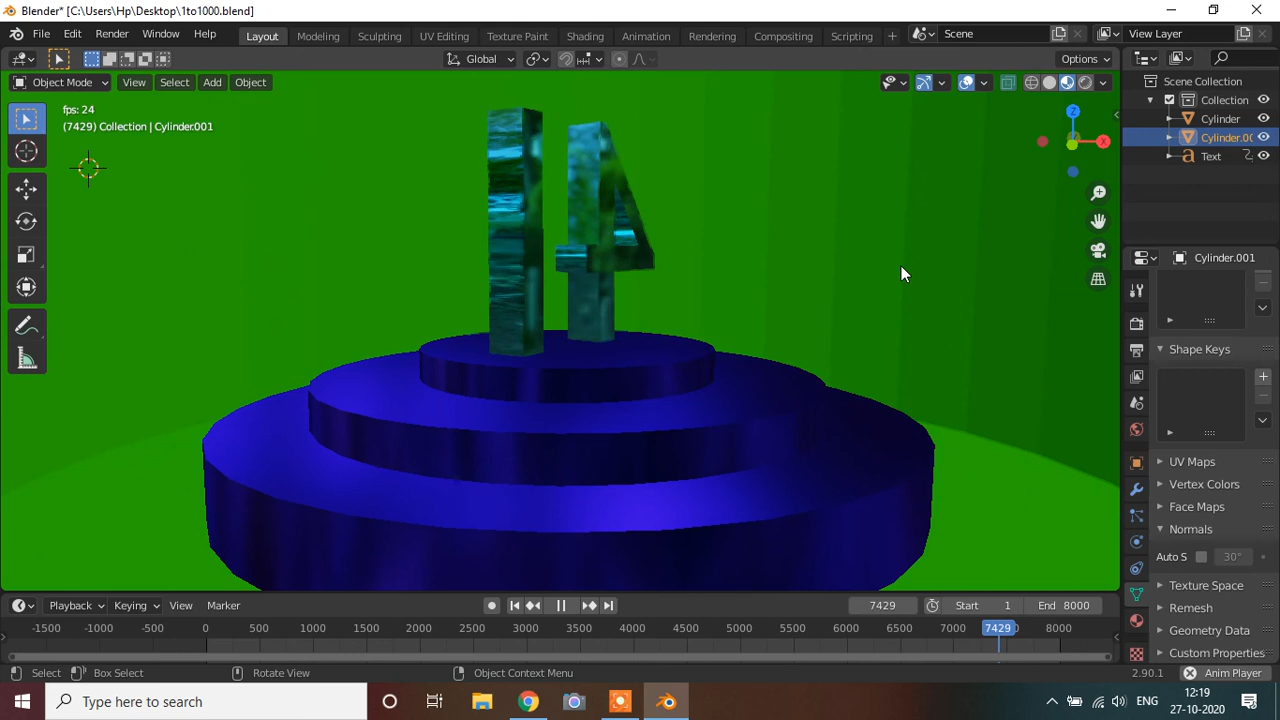 Blender* [C:\Users\Hp\Desktop\1to1000.blend]
File Edit Render Window Help Layout Modeling Sculpting UV Editing Texture Paint Shading Animation Rendering Compositing Scripting + Scene View Layer
Global Options
Object Mode View Select Add Object
Scene Collection
Collection
Cylinder
Cylinder.00
Text
fps: 24
(7429) Collection | Cylinder.001
Z
X
14
Cylinder.001
Shape Keys
UV Maps
Vertex Colors
Face Maps
Normals
Auto S 30°
Texture Space
Remesh
Geometry Data
Custom Properties
Playback Keying View Marker 7429 Start 1 End 8000
-1500 -1000 -500 0 500 1000 1500 2000 2500 3000 3500 4000 4500 5000 5500 6000 6500 7000 7429 8000
Select Box Select Rotate View Object Context Menu 2.90.1 Anim Player
Type here to search
ENG
12:19
27-10-2020